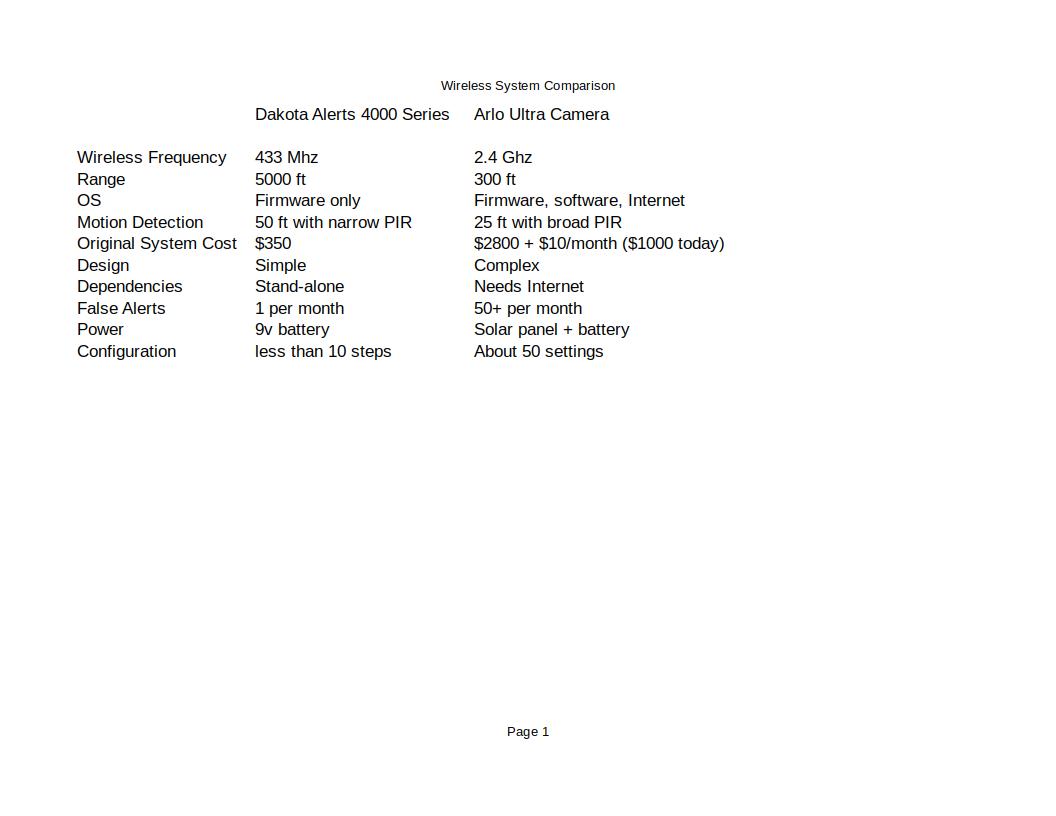 Wireless System Comparison
Dakota Alerts 4000 Series Arlo Ultra Camera
Wireless Frequency 433 Mhz 2.4 Ghz
Range 5000 ft 300 ft
OS Firmware only Firmware, software, Internet
Motion Detection 50 ft with narrow PIR 25 ft with broad PIR
Original System Cost $350 $2800 + $10/month ($1000 today)
Design Simple Complex
Dependencies Stand-alone Needs Internet
False Alerts 1 per month 50+ per month
Power 9v battery Solar panel + battery
Configuration less than 10 steps About 50 settings
Page 1